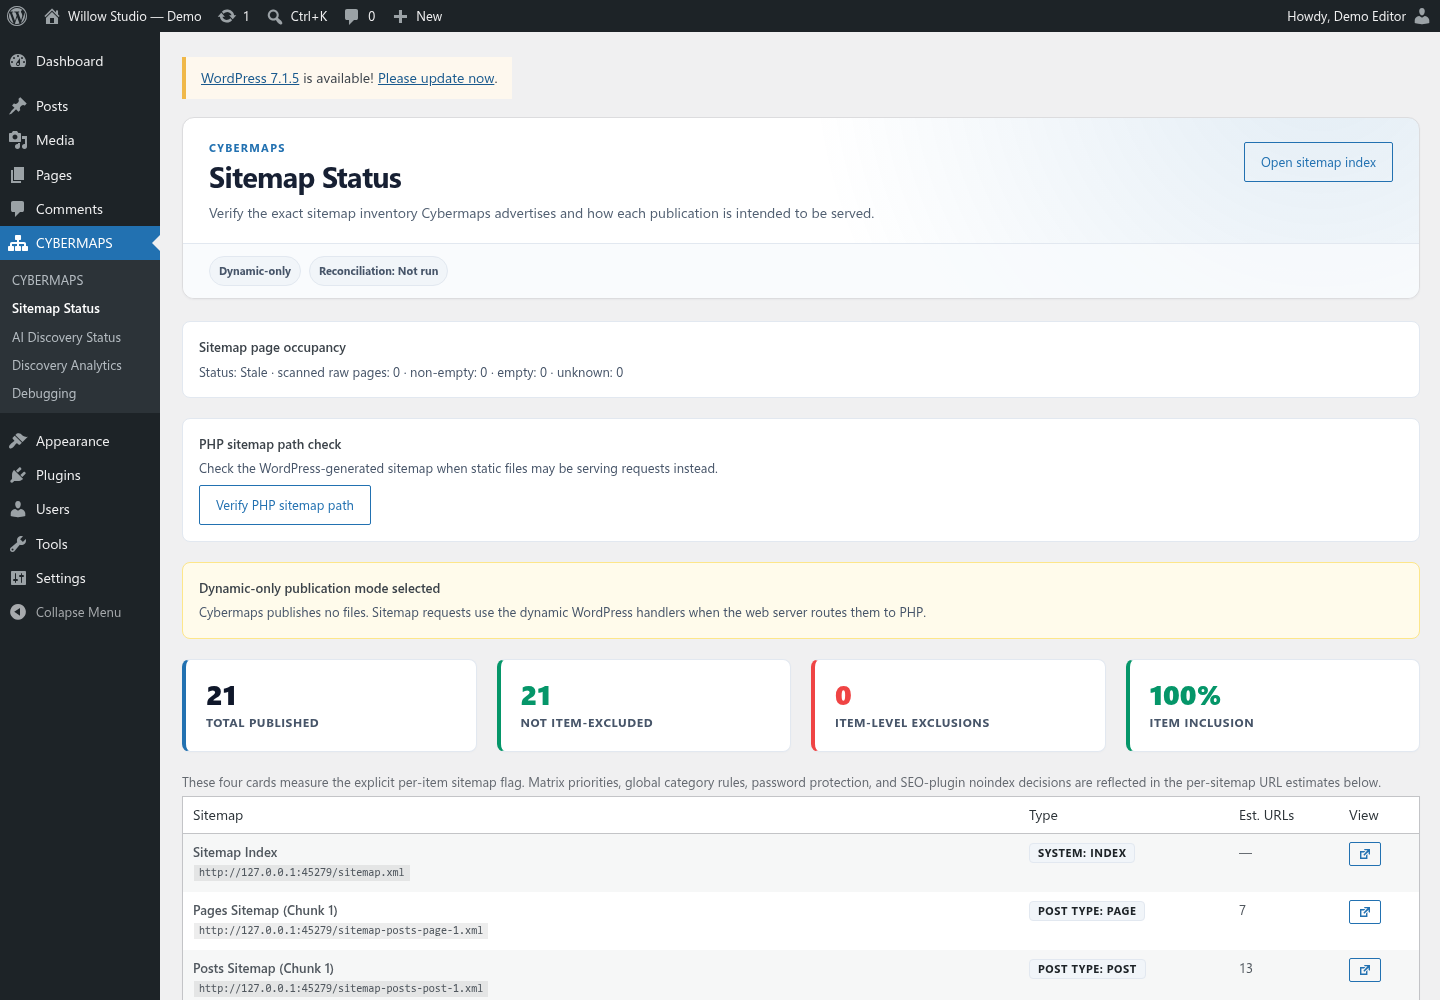 Willow Studio — Demo
1
Ctrl+K
0
New
Howdy, Demo Editor
Dashboard
Posts
Media
Pages
Comments
CYBERMAPS
CYBERMAPS
Sitemap Status
AI Discovery Status
Discovery Analytics
Debugging
Appearance
Plugins
Users
Tools
Settings
Collapse Menu
WordPress 7.1.5 is available! Please update now.
CYBERMAPS
Sitemap Status
Verify the exact sitemap inventory Cybermaps advertises and how each publication is intended to be served.
Open sitemap index
Dynamic-only
Reconciliation: Not run
Sitemap page occupancy
Status: Stale · scanned raw pages: 0 · non-empty: 0 · empty: 0 · unknown: 0
PHP sitemap path check
Check the WordPress-generated sitemap when static files may be serving requests instead.
Verify PHP sitemap path
Dynamic-only publication mode selected
Cybermaps publishes no files. Sitemap requests use the dynamic WordPress handlers when the web server routes them to PHP.
21
TOTAL PUBLISHED
21
NOT ITEM-EXCLUDED
0
ITEM-LEVEL EXCLUSIONS
100%
ITEM INCLUSION
These four cards measure the explicit per-item sitemap flag. Matrix priorities, global category rules, password protection, and SEO-plugin noindex decisions are reflected in the per-sitemap URL estimates below.
Sitemap Type Est. URLs View
Sitemap Index SYSTEM: INDEX —
http://127.0.0.1:45279/sitemap.xml
Pages Sitemap (Chunk 1) POST TYPE: PAGE 7
http://127.0.0.1:45279/sitemap-posts-page-1.xml
Posts Sitemap (Chunk 1) POST TYPE: POST 13
http://127.0.0.1:45279/sitemap-posts-post-1.xml